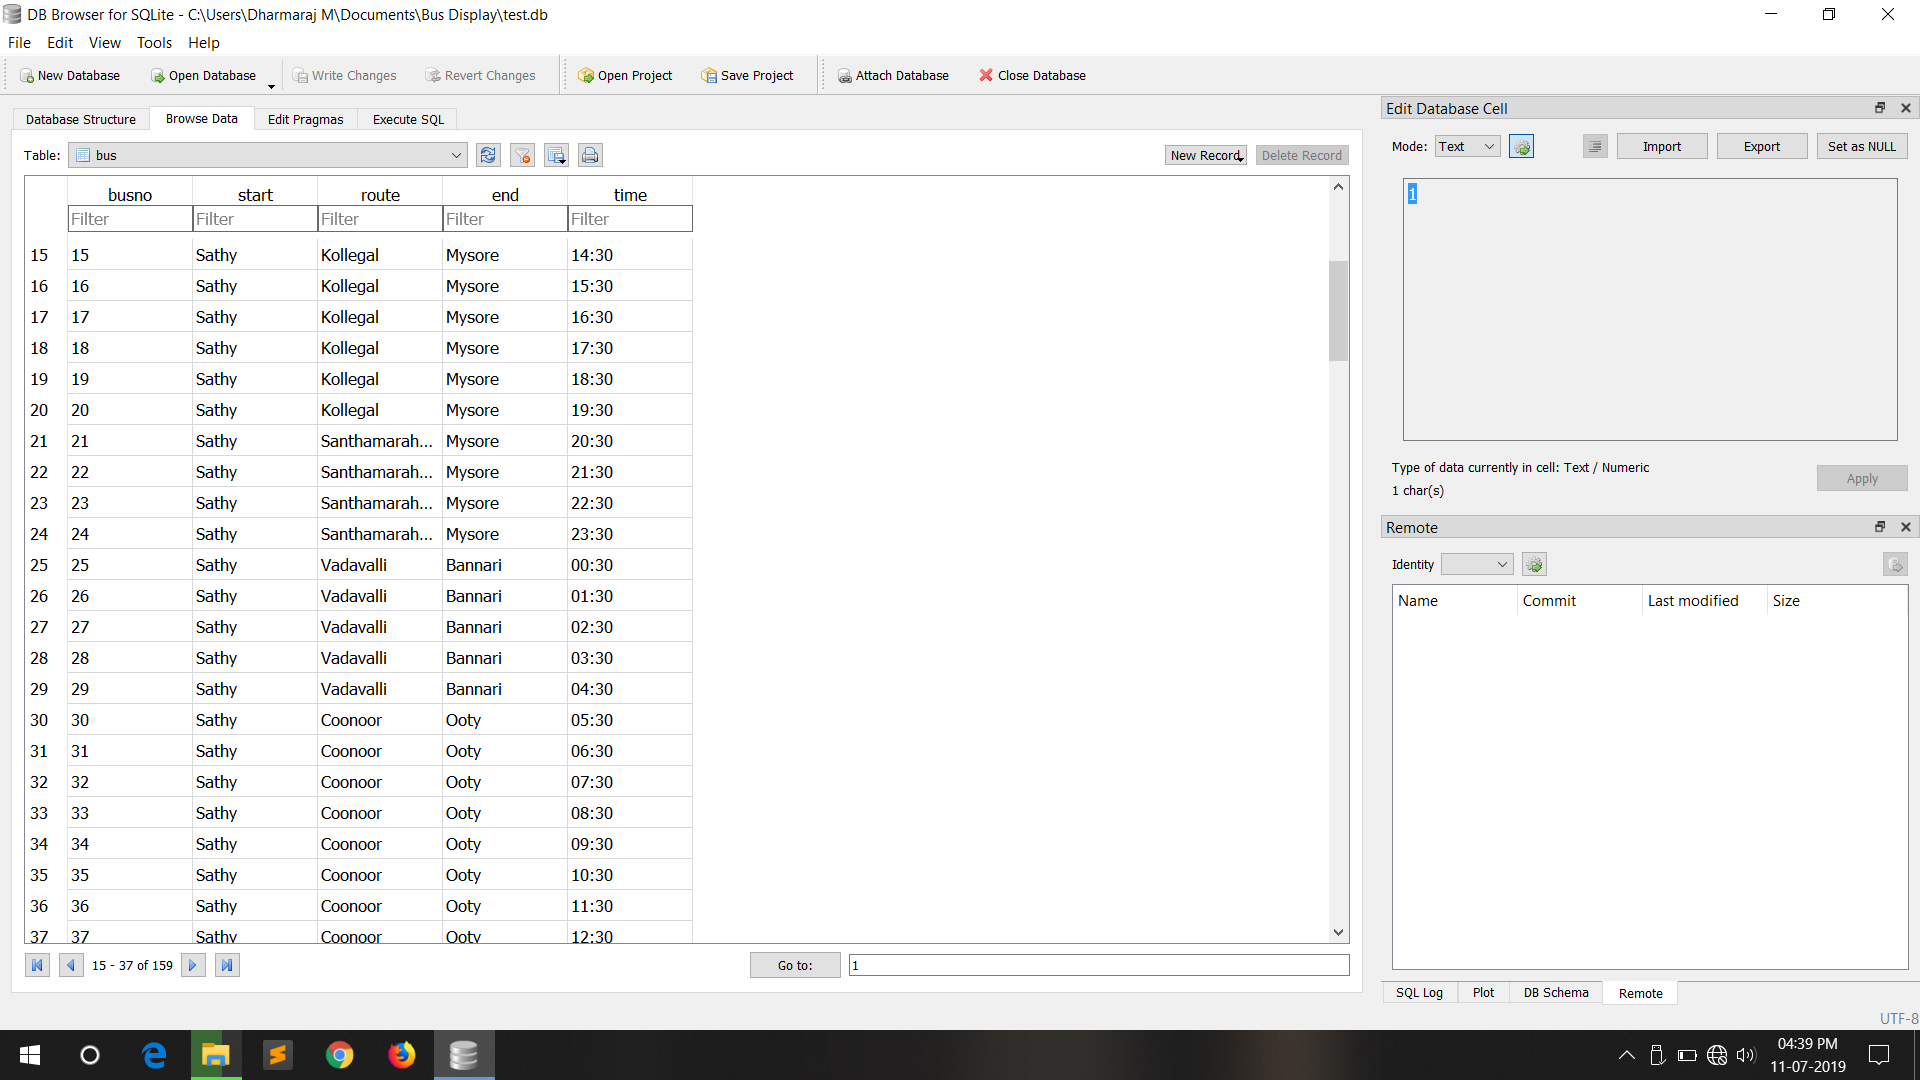 DB Browser for SQLite - C:\Users\Dharmaraj M\Documents\Bus Display\test.db
File Edit View Tools Help
New Database Open Database Write Changes Revert Changes Open Project Save Project Attach Database Close Database
Database Structure Browse Data Edit Pragmas Execute SQL
Table: bus New Record Delete Record
busno start route end time
Filter Filter Filter Filter Filter
15 15 Sathy Kollegal Mysore 14:30
16 16 Sathy Kollegal Mysore 15:30
17 17 Sathy Kollegal Mysore 16:30
18 18 Sathy Kollegal Mysore 17:30
19 19 Sathy Kollegal Mysore 18:30
20 20 Sathy Kollegal Mysore 19:30
21 21 Sathy Santhamarah... Mysore 20:30
22 22 Sathy Santhamarah... Mysore 21:30
23 23 Sathy Santhamarah... Mysore 22:30
24 24 Sathy Santhamarah... Mysore 23:30
25 25 Sathy Vadavalli Bannari 00:30
26 26 Sathy Vadavalli Bannari 01:30
27 27 Sathy Vadavalli Bannari 02:30
28 28 Sathy Vadavalli Bannari 03:30
29 29 Sathy Vadavalli Bannari 04:30
30 30 Sathy Coonoor Ooty 05:30
31 31 Sathy Coonoor Ooty 06:30
32 32 Sathy Coonoor Ooty 07:30
33 33 Sathy Coonoor Ooty 08:30
34 34 Sathy Coonoor Ooty 09:30
35 35 Sathy Coonoor Ooty 10:30
36 36 Sathy Coonoor Ooty 11:30
37 37 Sathy Coonoor Ooty 12:30
15 - 37 of 159 Go to: 1
Edit Database Cell
Mode: Text Import Export Set as NULL
1
Type of data currently in cell: Text / Numeric
1 char(s)
Apply
Remote
Identity
Name Commit Last modified Size
SQL Log Plot DB Schema Remote
UTF-8
04:39 PM
11-07-2019